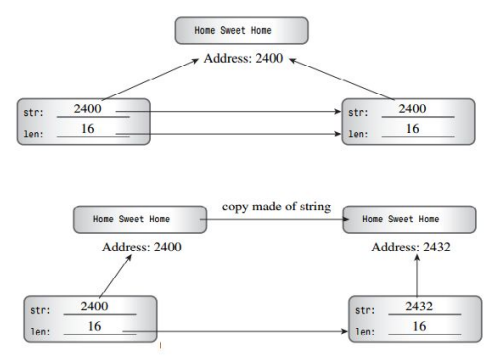 Home Sweet Home
Address: 2400
str: 2400
len: 16
str: 2400
len: 16
Home Sweet Home
copy made of string
Home Sweet Home
Address: 2400
Address: 2432
str: 2400
len: 16
str: 2432
len: 16